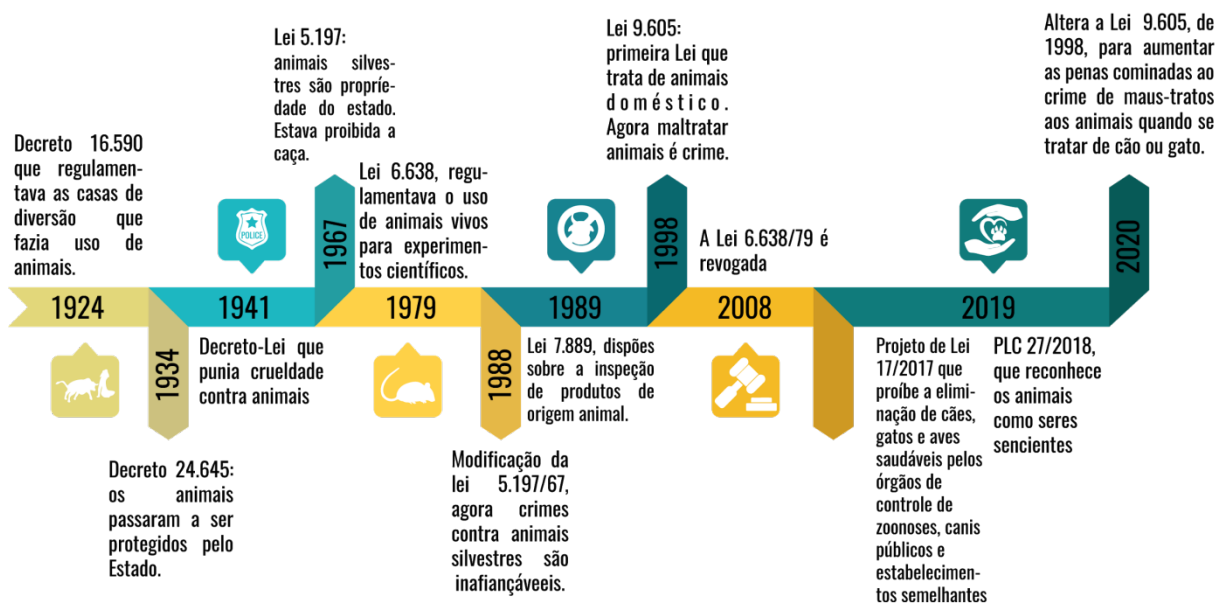 Decreto 16.590
que regulamen-
tava as casas de
diversão que
fazia uso de
animais.
1924
1934
Decreto 24.645:
os animais
passaram a ser
protegidos pelo
Estado.
POLICE
1941
Decreto-Lei que
punia crueldade
contra animais
Lei 5.197:
animais silves-
tres são propríe-
dade do estado.
Estava proibida a
caça.
1967
Lei 6.638, regu-
lamentava o uso
de animais vivos
para experimen-
tos científicos.
1979
1988
Modificação da
lei 5.197/67,
agora crimes
contra animais
silvestres são
inafiançáveeis.
1989
Lei 7.889, dispões
sobre a inspeção
de produtos de
origem animal.
Lei 9.605:
primeira Lei que
trata de animais
doméstico.
Agora maltratar
animais é crime.
1998
A Lei 6.638/79 é
revogada
2008
2019
Projeto de Lei
17/2017 que
proíbe a elimi-
nação de cães,
gatos e aves
saudáveis pelos
órgãos de
controle de
zoonoses, canis
públicos e
estabelecimen-
tos semelhantes
PLC 27/2018,
que reconhece
os animais
como seres
sencientes
Altera a Lei 9.605, de
1998, para aumentar
as penas cominadas ao
crime de maus-tratos
aos animais quando se
tratar de cão ou gato.
2020